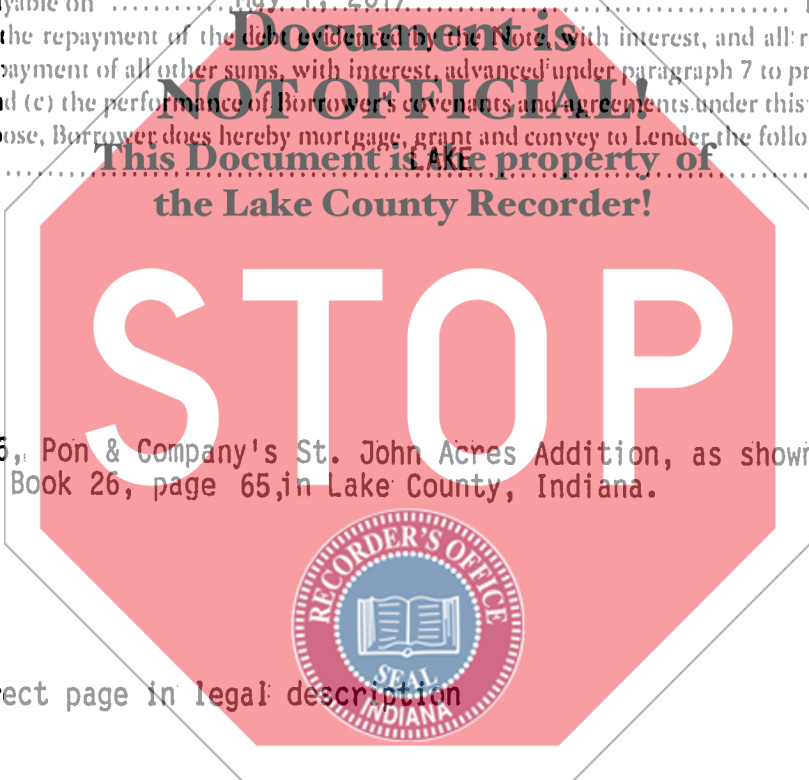 yable on .......... May 1, 2017
Document is
the repayment of the debt evidenced by the Note, with interest, and all
payment of all other sums, with interest, advanced under paragraph 7 to pr
NOT OFFICIAL!
d (c) the performance of Borrower's covenants and agreements under this
ose, Borrower does hereby mortgage, grant and convey to Lender the follo
This Document is the property of
LAKE
the Lake County Recorder!
STOP
6, Pon & Company's St. John Acres Addition, as shown
Book 26, page 65,in Lake County, Indiana.
RECORDER'S OFFICE
SEAL
INDIANA
ect page in legal description